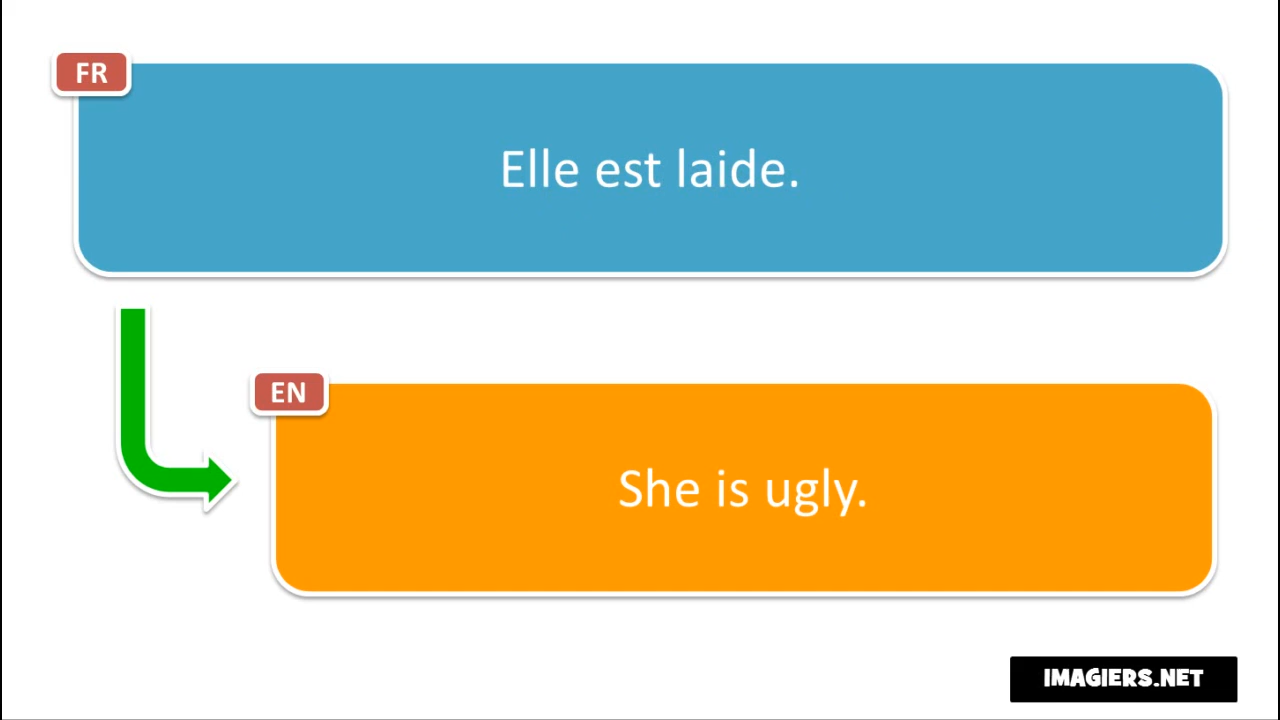 FR
Elle est laide.
EN
She is ugly.
IMAGIERS.NET